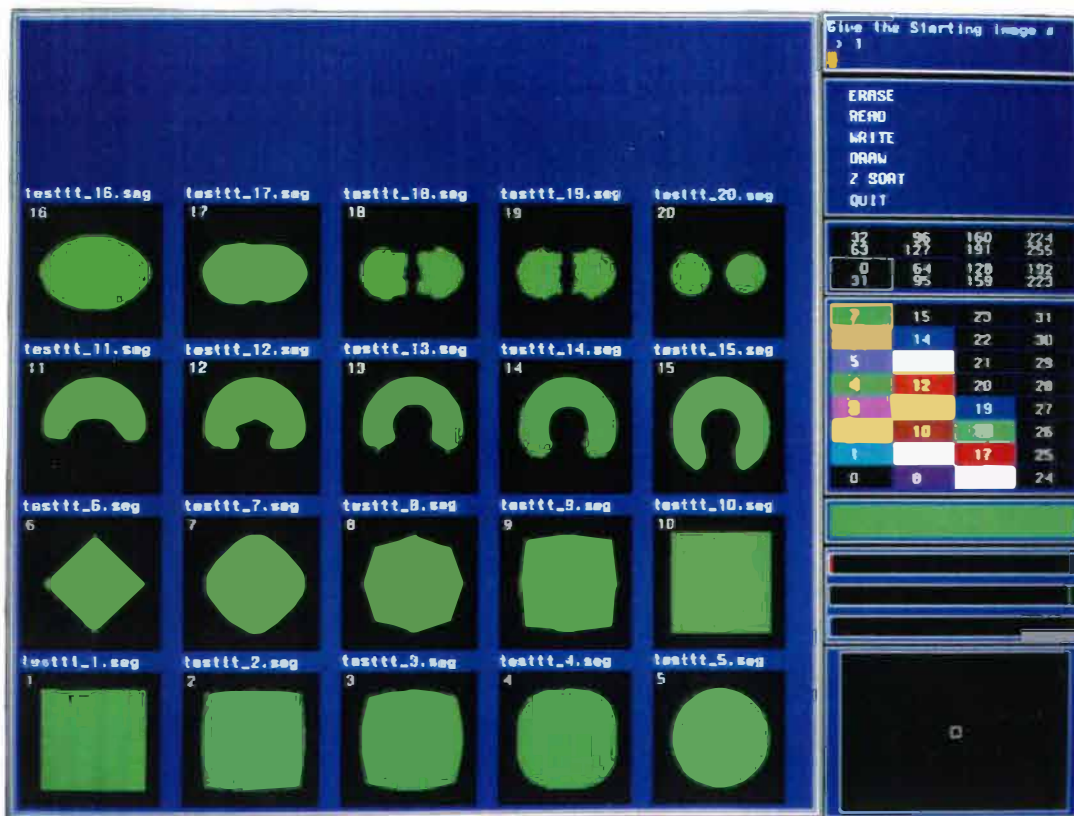 Give the Starting image #
> 1
ERASE
READ
WRITE
DRAW
Z SORT
QUIT
testtt_16.seg testtt_17.seg testtt_18.seg testtt_19.seg testtt_20.seg
16 17 18 19 20
32 96 160 224
63 127 191 255
0 64 128 192
31 95 159 223
7 15 23 31
14 22 30
5 21 29
4 12 20 28
3 19 27
10 26
1 17 25
0 8 24
testtt_11.seg testtt_12.seg testtt_13.seg testtt_14.seg testtt_15.seg
11 12 13 14 15
testtt_6.seg testtt_7.seg testtt_8.seg testtt_9.seg testtt_10.seg
6 7 8 9 10
testtt_1.seg testtt_2.seg testtt_3.seg testtt_4.seg testtt_5.seg
1 2 3 4 5